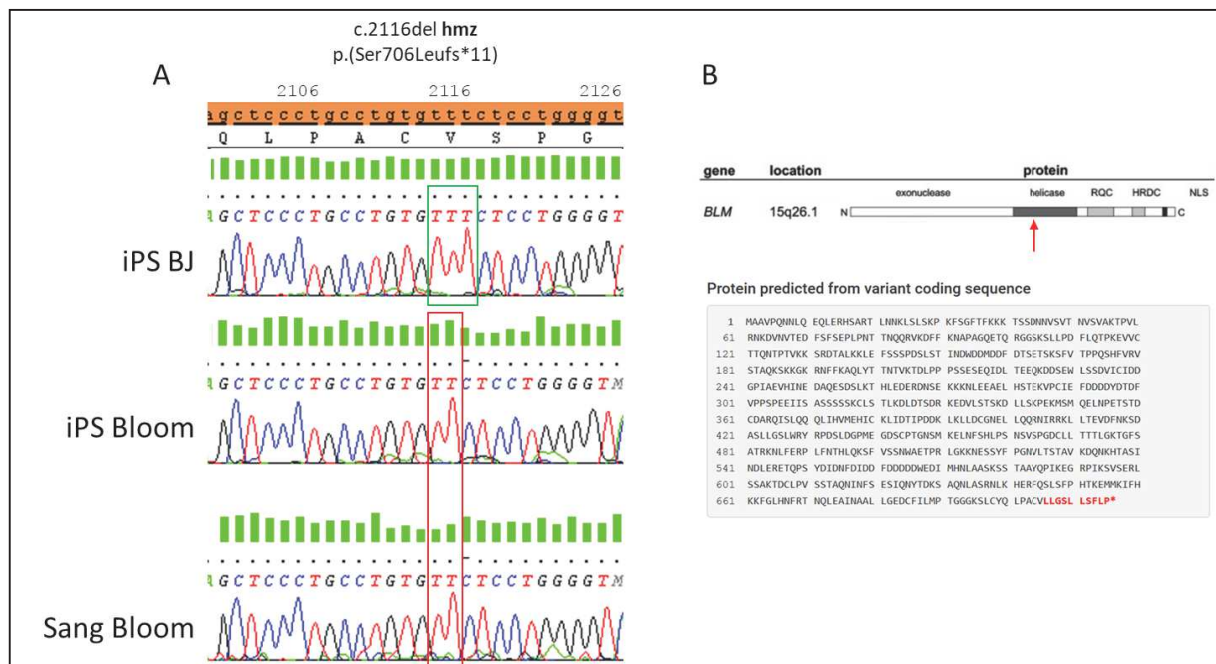 c.2116del hmz
p.(Ser706Leufs*11)
A
2106 2116 2126
agctccctgcctgtgtttctcctggggt
Q L P A C V S P G
AGCTCCCTGCCTGTGTTTCTCCTGGGGT
iPS BJ
AGCTCCCTGCCTGTGTTCTCCTGGGGTM
iPS Bloom
AGCTCCCTGCCTGTGTTCTCCTGGGGTM
Sang Bloom
B
gene location protein
exonuclease helicase RQC HRDC NLS
BLM 15q26.1 N C
Protein predicted from variant coding sequence
1 MAAVPQNNLQ EQLERHSART LNNKLSLSKP KFSGFTFKKK TSSDNNVSVT NVSVAKTPVL
61 RNKDVNVTED FSFSEPLPNT TNQQRVKDFF KNAPAGQETQ RGGSKSLLPD FLQTPKEVVC
121 TTQNTPTVKK SRDTALKKLE FSSSPDSLST INDWDDMDDF DTSETSKSFV TPPQSHFVRV
181 STAQKSKKGK RNFFKAQLYT TNTVKTDLPP PSSESEQIDL TEEQKDDSEW LSSDVICIDD
241 GPIAEVHINE DAQESDSLKT HLEDERDNSE KKKNLEEAEL HSTEKVPCIE FDDDDYDTDF
301 VPPSPEEIIS ASSSSSKCLS TLKDLDTSDR KEDVLSTSKD LLSKPEKMSM QELNPETSTD
361 CDARQISLQQ QLIHVMEHIC KLIDTIPDDK LKLLDCGNEL LQQRNIRRKL LTEVDFNKSD
421 ASLLGSLWRY RPDSLDGPME GDSCPTGNSM KELNFSHLPS NSVSPGDCLL TTTLGKTGFS
481 ATRKNLFERP LFNTHLQKSF VSSNWAETPR LGKKNESSYF PGNVLTSTAV KDQNKHTASI
541 NDLERETQPS YDIDNFDIDD FDDDDDWEDI MHNLAASKSS TAAYQPIKEG RPIKSVSERL
601 SSAKTDCLPV SSTAQNINFS ESIQNYTDKS AQNLASRNLK HERFQSLSFP HTKEMMKIFH
661 KKFGLHNFRT NQLEAINAAL LGEDCFILMP TGGGKSLCYQ LPACVLLGSLL LSFLP*